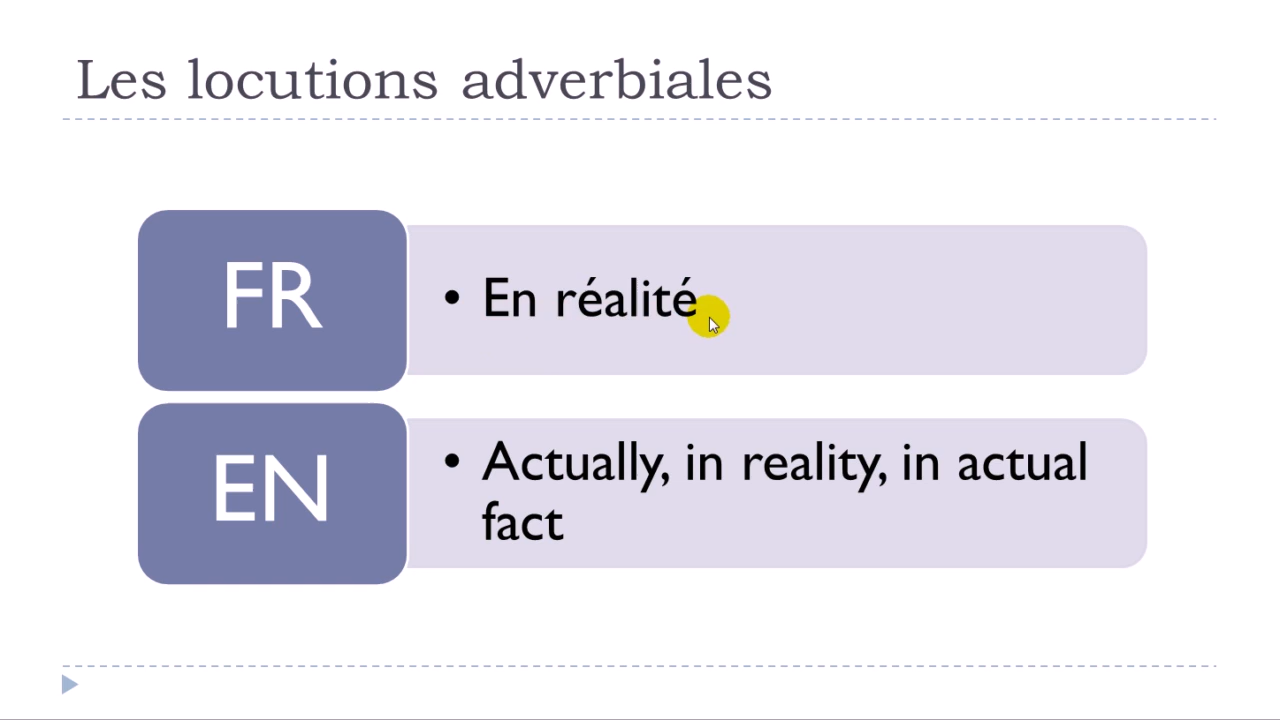 Les locutions adverbiales
FR
• En réalité
EN
• Actually, in reality, in actual
fact